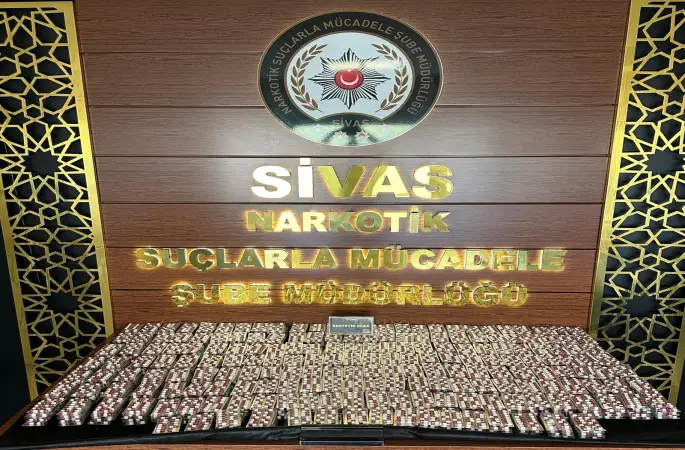 NARKOTİK SUÇLARLA MÜCADELE ŞUBE MÜDÜRLÜĞÜ
SİVAS
SİVAS
NARKOTİK
SUÇLARLA MÜCADELE
ŞUBE MÜDÜRLÜĞÜ